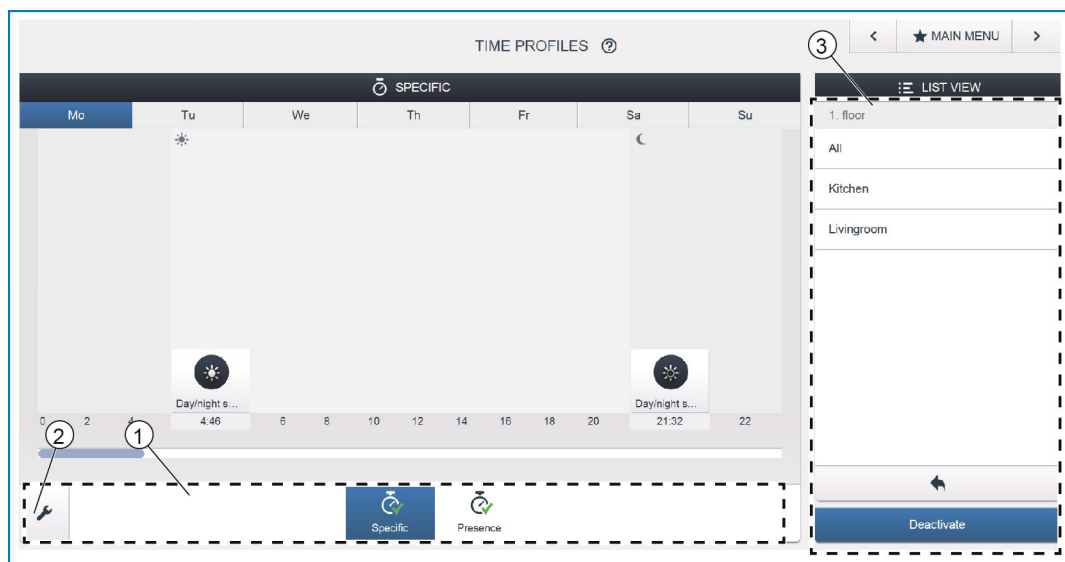 TIME PROFILES ?
3
< ★ MAIN MENU >
SPECIFIC
LIST VIEW
Mo Tu We Th Fr Sa Su
1. floor
All
Kitchen
Livingroom
Day/night s... Day/night s...
0 2 4 4:46 6 8 10 12 14 16 18 20 21:32 22
2 1
Specific Presence
Deactivate